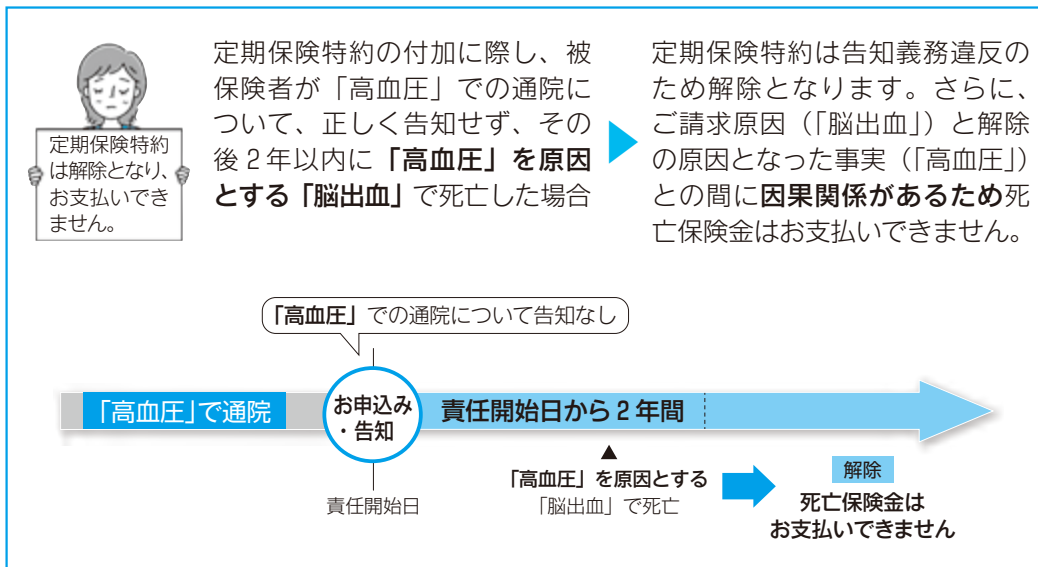 定期保険特約
は解除となり、
お支払いでき
ません。
定期保険特約の付加に際し、被
保険者が「高血圧」での通院に
ついて、正しく告知せず、その
後2年以内に「高血圧」を原因
とする「脳出血」で死亡した場合
定期保険特約は告知義務違反の
ため解除となります。さらに、
ご請求原因（「脳出血」）と解除
の原因となった事実（「高血圧」）
との間に因果関係があるため死
亡保険金はお支払いできません。
「高血圧」での通院について告知なし
「高血圧」で通院
お申込み
・告知
責任開始日から2年間
責任開始日
▲
「高血圧」を原因とする
「脳出血」で死亡
解除
死亡保険金は
お支払いできません